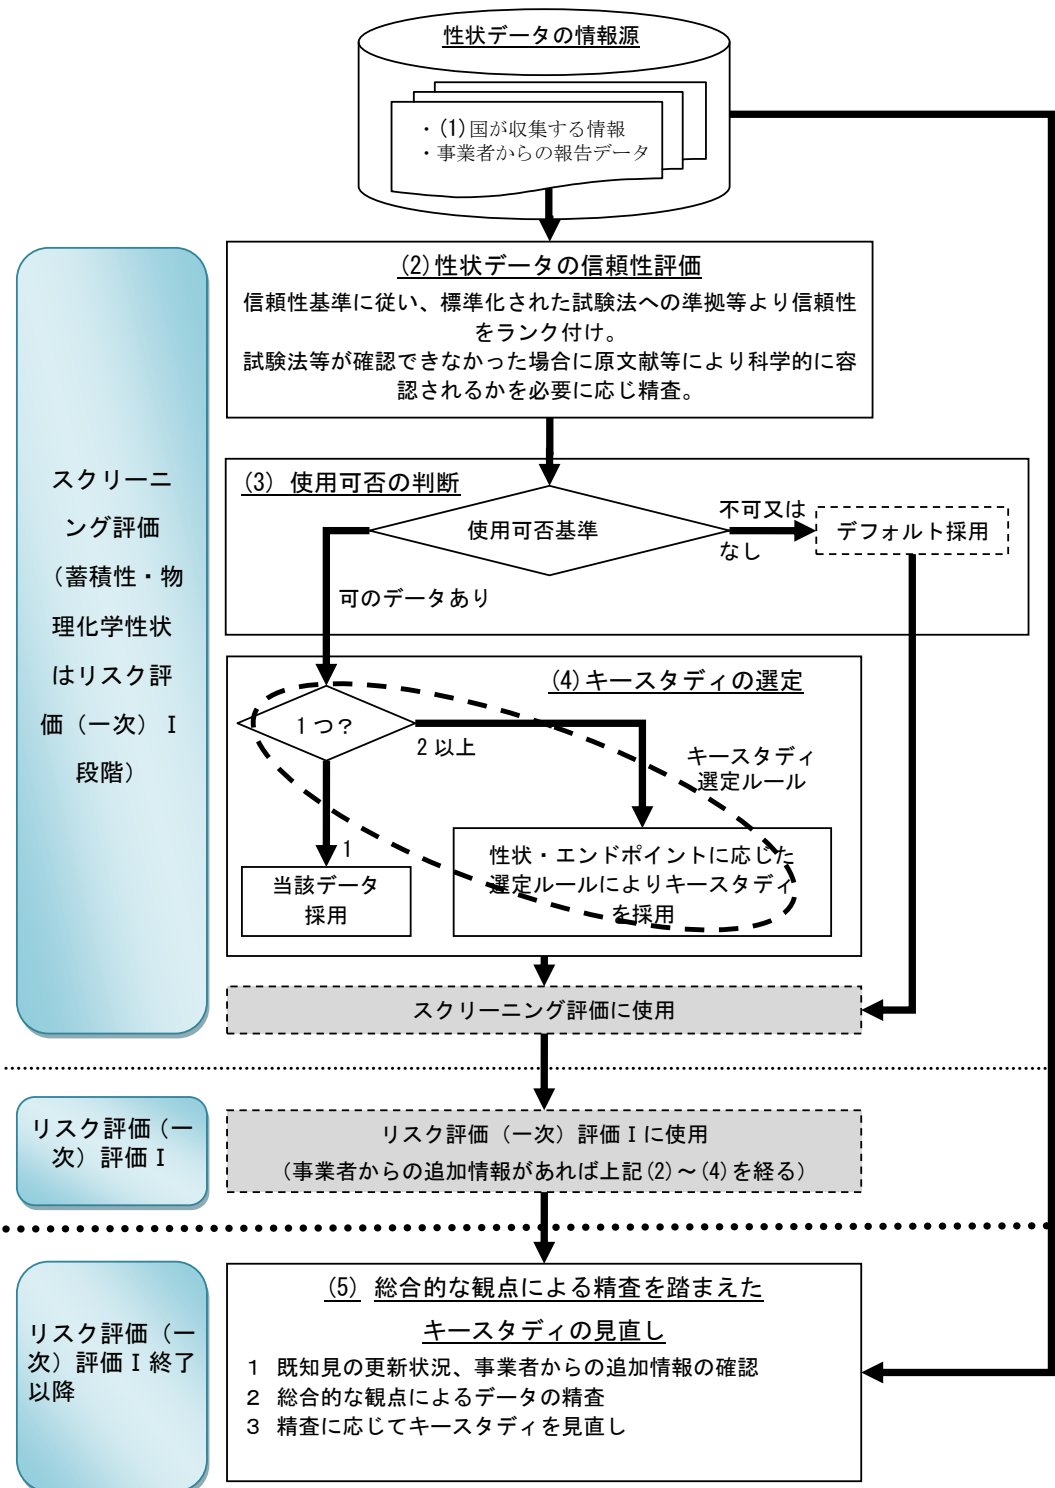 性状データの情報源
・(1)国が収集する情報
・事業者からの報告データ
(2)性状データの信頼性評価
信頼性基準に従い、標準化された試験法への準拠等より信頼性
をランク付け。
試験法等が確認できなかった場合に原文献等により科学的に容
認されるかを必要に応じ精査。
スクリーニ
ング評価
（蓄積性・物
理化学性状
はリスク評
価（一次）Ⅰ
段階）
(3) 使用可否の判断
使用可否基準
不可又は
なし
デフォルト採用
可のデータあり
(4)キースタディの選定
1つ？
2以上
キースタディ
選定ルール
1
当該データ
採用
性状・エンドポイントに応じた
選定ルールによりキースタディ
を採用
スクリーニング評価に使用
リスク評価（一
次）評価Ⅰ
リスク評価（一次）評価Ⅰに使用
（事業者からの追加情報があれば上記(2)～(4)を経る）
リスク評価（一
次）評価Ⅰ終了
以降
(5) 総合的な観点による精査を踏まえた
キースタディの見直し
1 既知見の更新状況、事業者からの追加情報の確認
2 総合的な観点によるデータの精査
3 精査に応じてキースタディを見直し